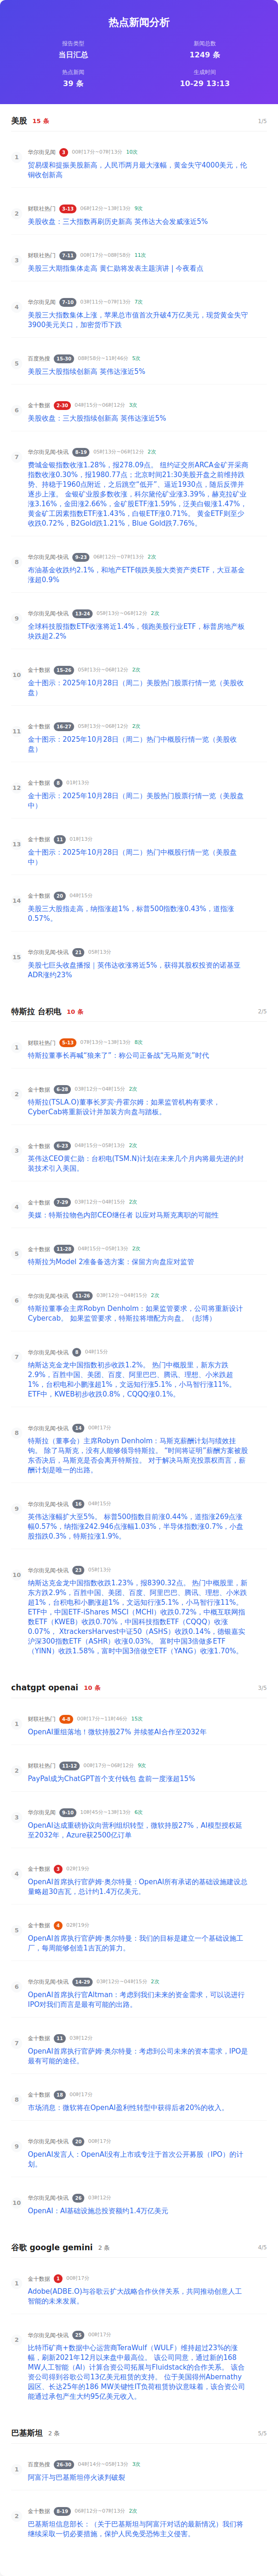 热点新闻分析
报告类型
新闻总数
当日汇总
1249 条
热点新闻
生成时间
39 条
10-29 13:13
美股 15 条 1/5
1
华尔街见闻 3 00时17分~07时13分 10次
贸易缓和提振美股新高，人民币两月最大涨幅，黄金失守4000美元，伦
铜收创新高
2
财联社热门 3-13 06时12分~13时13分 9次
美股收盘：三大指数再刷历史新高 英伟达大会发威涨近5%
3
财联社热门 7-11 00时17分~08时58分 11次
美股三大期指集体走高 黄仁勋将发表主题演讲 | 今夜看点
4
华尔街见闻 7-10 03时11分~07时13分 7次
美股三大指数集体上涨，苹果总市值首次升破4万亿美元，现货黄金失守
3900美元关口，加密货币下跌
5
百度热搜 15-30 08时58分~11时46分 5次
美股三大指数续创新高 英伟达涨近5%
6
金十数据 2-30 04时15分~06时12分 3次
美股收盘：三大股指续创新高 英伟达涨近5%
7
华尔街见闻-快讯 8-19 05时13分~06时12分 2次
费城金银指数收涨1.28%，报278.09点。 纽约证交所ARCA金矿开采商
指数收涨0.30%，报1980.77点；北京时间21:30美股开盘之前维持跌
势、持稳于1960点附近，之后跳空“低开”、逼近1930点，随后反弹并
逐步上涨。 金银矿业股多数收涨，科尔黛伦矿业涨3.39%，赫克拉矿业
涨3.16%，金田涨2.66%，金矿股ETF涨1.59%，泛美白银涨1.47%，
黄金矿工因素指数ETF涨1.43%，白银ETF涨0.71%。 黄金ETF则至少
收跌0.72%，B2Gold跌1.21%，Blue Gold跌7.76%。
8
华尔街见闻-快讯 9-23 06时12分~07时13分 2次
布油基金收跌约2.1%，和地产ETF领跌美股大类资产类ETF，大豆基金
涨超0.9%
9
华尔街见闻-快讯 13-24 05时13分~06时12分 2次
全球科技股指数ETF收涨将近1.4%，领跑美股行业ETF，标普房地产板
块跌超2.2%
10
金十数据 15-26 05时13分~06时12分 2次
金十图示：2025年10月28日（周二）美股热门股票行情一览（美股收
盘）
11
金十数据 16-27 05时13分~06时12分 2次
金十图示：2025年10月28日（周二）热门中概股行情一览（美股收
盘）
12
金十数据 8 01时13分
金十图示：2025年10月28日（周二）美股热门股票行情一览（美股盘
中）
13
金十数据 15 01时13分
金十图示：2025年10月28日（周二）热门中概股行情一览（美股盘
中）
14
金十数据 20 04时15分
美股三大股指走高，纳指涨超1%，标普500指数涨0.43%，道指涨
0.57%。
15
华尔街见闻-快讯 21 05时13分
美股七巨头收盘播报｜英伟达收涨将近5%，获得其股权投资的诺基亚
ADR涨约23%
特斯拉 台积电 10 条 2/5
1
财联社热门 5-13 07时13分~13时13分 8次
特斯拉董事长再喊"狼来了"：称公司正备战"无马斯克"时代
2
金十数据 6-28 03时12分~04时15分 2次
特斯拉(TSLA.O)董事长罗宾·丹霍尔姆：如果监管机构有要求，
CyberCab将重新设计并加装方向盘与踏板。
3
金十数据 6-23 04时15分~05时13分 2次
英伟达CEO黄仁勋：台积电(TSM.N)计划在未来几个月内将最先进的封
装技术引入美国。
4
金十数据 7-29 03时12分~04时15分 2次
美媒：特斯拉物色内部CEO继任者 以应对马斯克离职的可能性
5
金十数据 11-28 04时15分~05时13分 2次
特斯拉为Model 2准备备选方案：保留方向盘应对监管
6
华尔街见闻-快讯 11-26 03时12分~04时15分 2次
特斯拉董事会主席Robyn Denholm：如果监管要求，公司将重新设计
Cybercab。 如果监管要求，特斯拉将增配方向盘。（彭博）
7
华尔街见闻-快讯 8 04时15分
纳斯达克金龙中国指数初步收跌1.2%。 热门中概股里，新东方跌
2.9%，百胜中国、美团、百度、阿里巴巴、腾讯、理想、小米跌超
1%，台积电和小鹏涨超1%，文远知行涨5.1%，小马智行涨11%。
ETF中，KWEB初步收跌0.8%，CQQQ涨0.1%。
8
华尔街见闻-快讯 14 00时17分
特斯拉（董事会）主席Robyn Denholm：马斯克薪酬计划与绩效挂
钩。 除了马斯克，没有人能够领导特斯拉。 “时间将证明”薪酬方案被股
东否决后，马斯克是否会离开特斯拉。 对于解决马斯克投票权而言，薪
酬计划是唯一的出路。
9
华尔街见闻-快讯 16 04时15分
英伟达涨幅扩大至5%。 标普500指数目前涨0.44%，道指涨269点涨
幅0.57%，纳指涨242.946点涨幅1.03%，半导体指数涨0.7%，小盘
股指跌0.3%，特斯拉涨1.9%。
10
华尔街见闻-快讯 23 05时13分
纳斯达克金龙中国指数收跌1.23%，报8390.32点。 热门中概股里，新
东方跌2.9%，百胜中国、美团、百度、阿里巴巴、腾讯、理想、小米跌
超1%，台积电和小鹏涨超1%，文远知行涨5.1%，小马智行涨11%。
ETF中，中国ETF-iShares MSCI（MCHI）收跌0.72%，中概互联网指
数ETF（KWEB）收跌0.70%，中国科技指数ETF（CQQQ）收涨
0.07%， XtrackersHarvest中证50（ASHS）收跌0.14%，德银嘉实
沪深300指数ETF（ASHR）收涨0.03%。 富时中国3倍做多ETF
（YINN）收跌1.58%，富时中国3倍做空ETF（YANG）收涨1.70%。
chatgpt openai 10 条 3/5
1
财联社热门 6-8 00时17分~11时46分 15次
OpenAI重组落地！微软持股27% 并续签AI合作至2032年
2
财联社热门 11-12 00时17分~06时12分 9次
PayPal成为ChatGPT首个支付钱包 盘前一度涨超15%
3
华尔街见闻 9-10 10时45分~13时13分 6次
OpenAI达成重磅协议向营利组织转型，微软持股27%，AI模型授权延
至2032年，Azure获2500亿订单
4
金十数据 3 02时19分
OpenAI首席执行官萨姆·奥尔特曼：OpenAI所有承诺的基础设施建设总
量略超30吉瓦，总计约1.4万亿美元。
5
金十数据 4 02时19分
OpenAI首席执行官萨姆·奥尔特曼：我们的目标是建立一个基础设施工
厂，每周能够创造1吉瓦的算力。
6
华尔街见闻-快讯 14-29 03时12分~04时15分 2次
OpenAI首席执行官Altman：考虑到我们未来的资金需求，可以说进行
IPO对我们而言是最有可能的出路。
7
金十数据 11 03时12分
OpenAI首席执行官萨姆·奥尔特曼：考虑到公司未来的资本需求，IPO是
最有可能的途径。
8
金十数据 18 00时17分
市场消息：微软将在OpenAI盈利性转型中获得后者20%的收入。
9
华尔街见闻-快讯 20 00时17分
OpenAI发言人：OpenAI没有上市或专注于首次公开募股（IPO）的计
划。
10
华尔街见闻-快讯 26 03时12分
OpenAI：AI基础设施总投资额约1.4万亿美元
谷歌 google gemini 2 条 4/5
1
金十数据 1 00时17分
Adobe(ADBE.O)与谷歌云扩大战略合作伙伴关系，共同推动创意人工
智能的未来发展。
2
华尔街见闻-快讯 25 00时17分
比特币矿商+数据中心运营商TeraWulf（WULF）维持超过23%的涨
幅，刷新2021年12月以来盘中最高位。 该公司同意，通过新的168
MW人工智能（AI）计算合资公司拓展与Fluidstack的合作关系。 该合
资公司得到谷歌公司13亿美元租赁的支持。 位于美国得州Abernathy
园区、长达25年的186 MW关键性IT负荷租赁协议意味着，该合资公司
能通过承包产生大约95亿美元收入。
巴基斯坦 2 条 5/5
1
百度热搜 26-30 04时14分~05时13分 3次
阿富汗与巴基斯坦停火谈判破裂
2
金十数据 8-19 06时12分~07时13分 2次
巴基斯坦信息部长：（关于巴基斯坦与阿富汗对话的最新情况）我们将
继续采取一切必要措施，保护人民免受恐怖主义侵害。